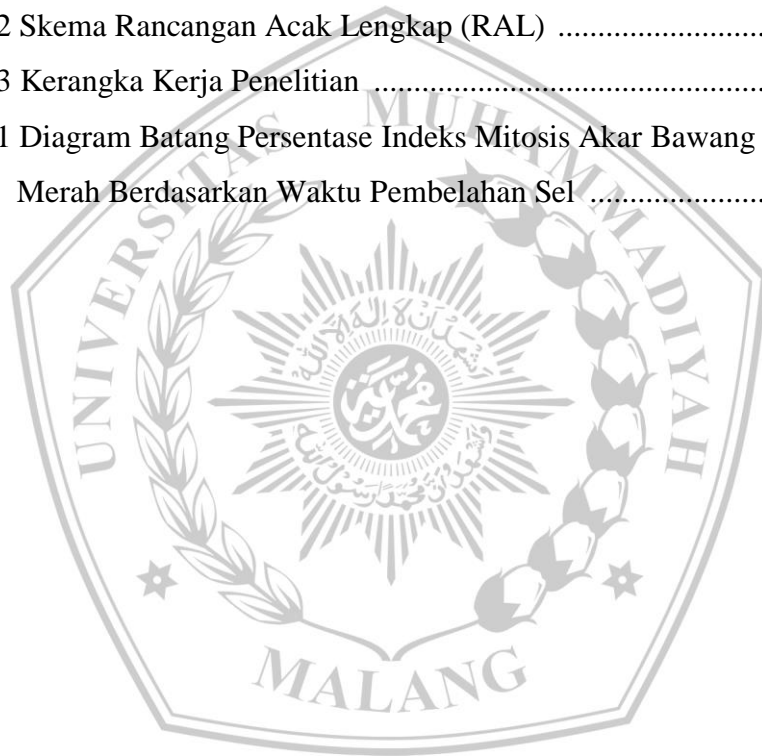 2 Skema Rancangan Acak Lengkap (RAL) ..........................
3 Kerangka Kerja Penelitian .................................................
1 Diagram Batang Persentase Indeks Mitosis Akar Bawang
Merah Berdasarkan Waktu Pembelahan Sel ......................
UNIVERSITAS MUHAMMADIYAH
MALANG